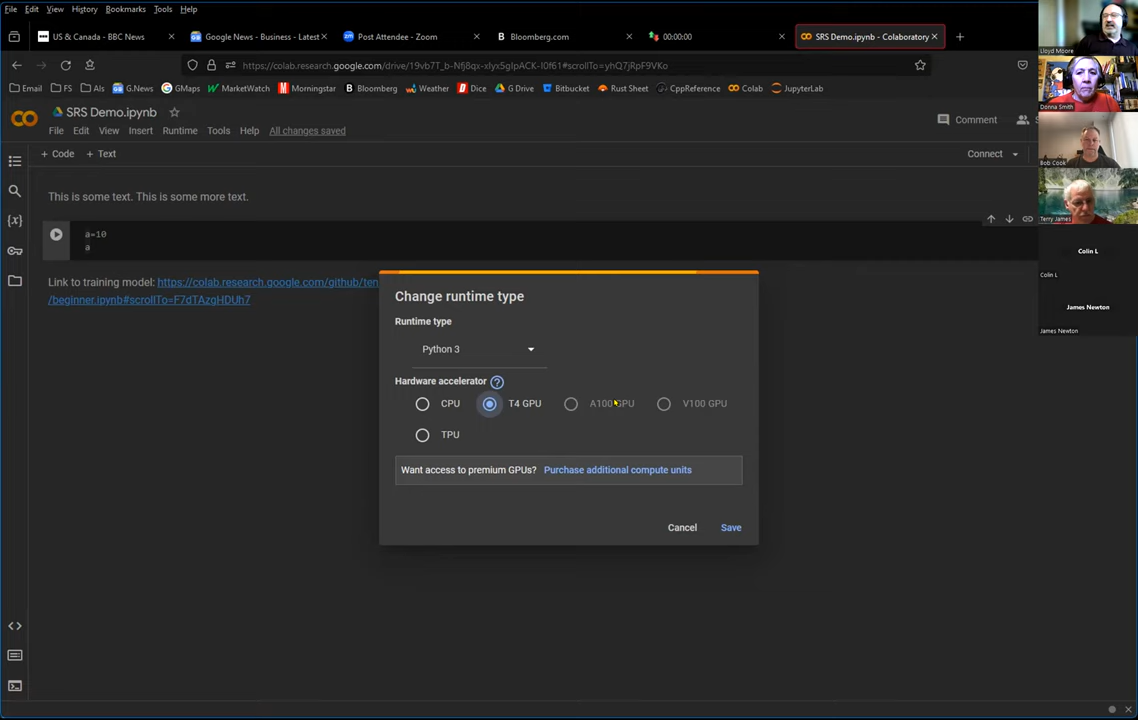 File Edit View History Bookmarks Tools Help
US & Canada - BBC News
Google News - Business - Latest
Post Attendee - Zoom
Bloomberg.com
00:00:00
SRS Demo.ipynb - Colaboratory
https://colab.research.google.com/drive/19vb7T_b-Nfj8qx-xlyx5gIpACK-I0f61#scrollTo=yhQ7jRpF9VKo
Email FS AIs G.News GMaps MarketWatch Morningstar Bloomberg Weather Dice G Drive Bitbucket Rust Sheet CppReference Colab JupyterLab
SRS Demo.ipynb
File Edit View Insert Runtime Tools Help All changes saved
Comment
+ Code + Text
Connect
This is some text. This is some more text.
a=10
a
Link to training model: https://colab.research.google.com/github/ten
/beginner.ipynb#scrollTo=F7dTAzgHDUh7
Change runtime type
Runtime type
Python 3
Hardware accelerator
CPU T4 GPU A100 GPU V100 GPU
TPU
Want access to premium GPUs? Purchase additional compute units
Cancel Save
Lloyd Moore
Donna Smith
Bob Cook
Terry James
Colin L
Colin L
James Newton
James Newton